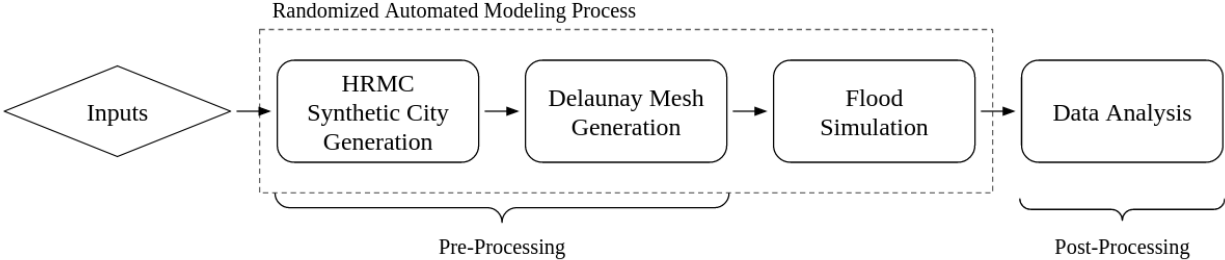 Randomized Automated Modeling Process
Inputs
HRMC
Synthetic City
Generation
Delaunay Mesh
Generation
Flood
Simulation
Data Analysis
Pre-Processing
Post-Processing